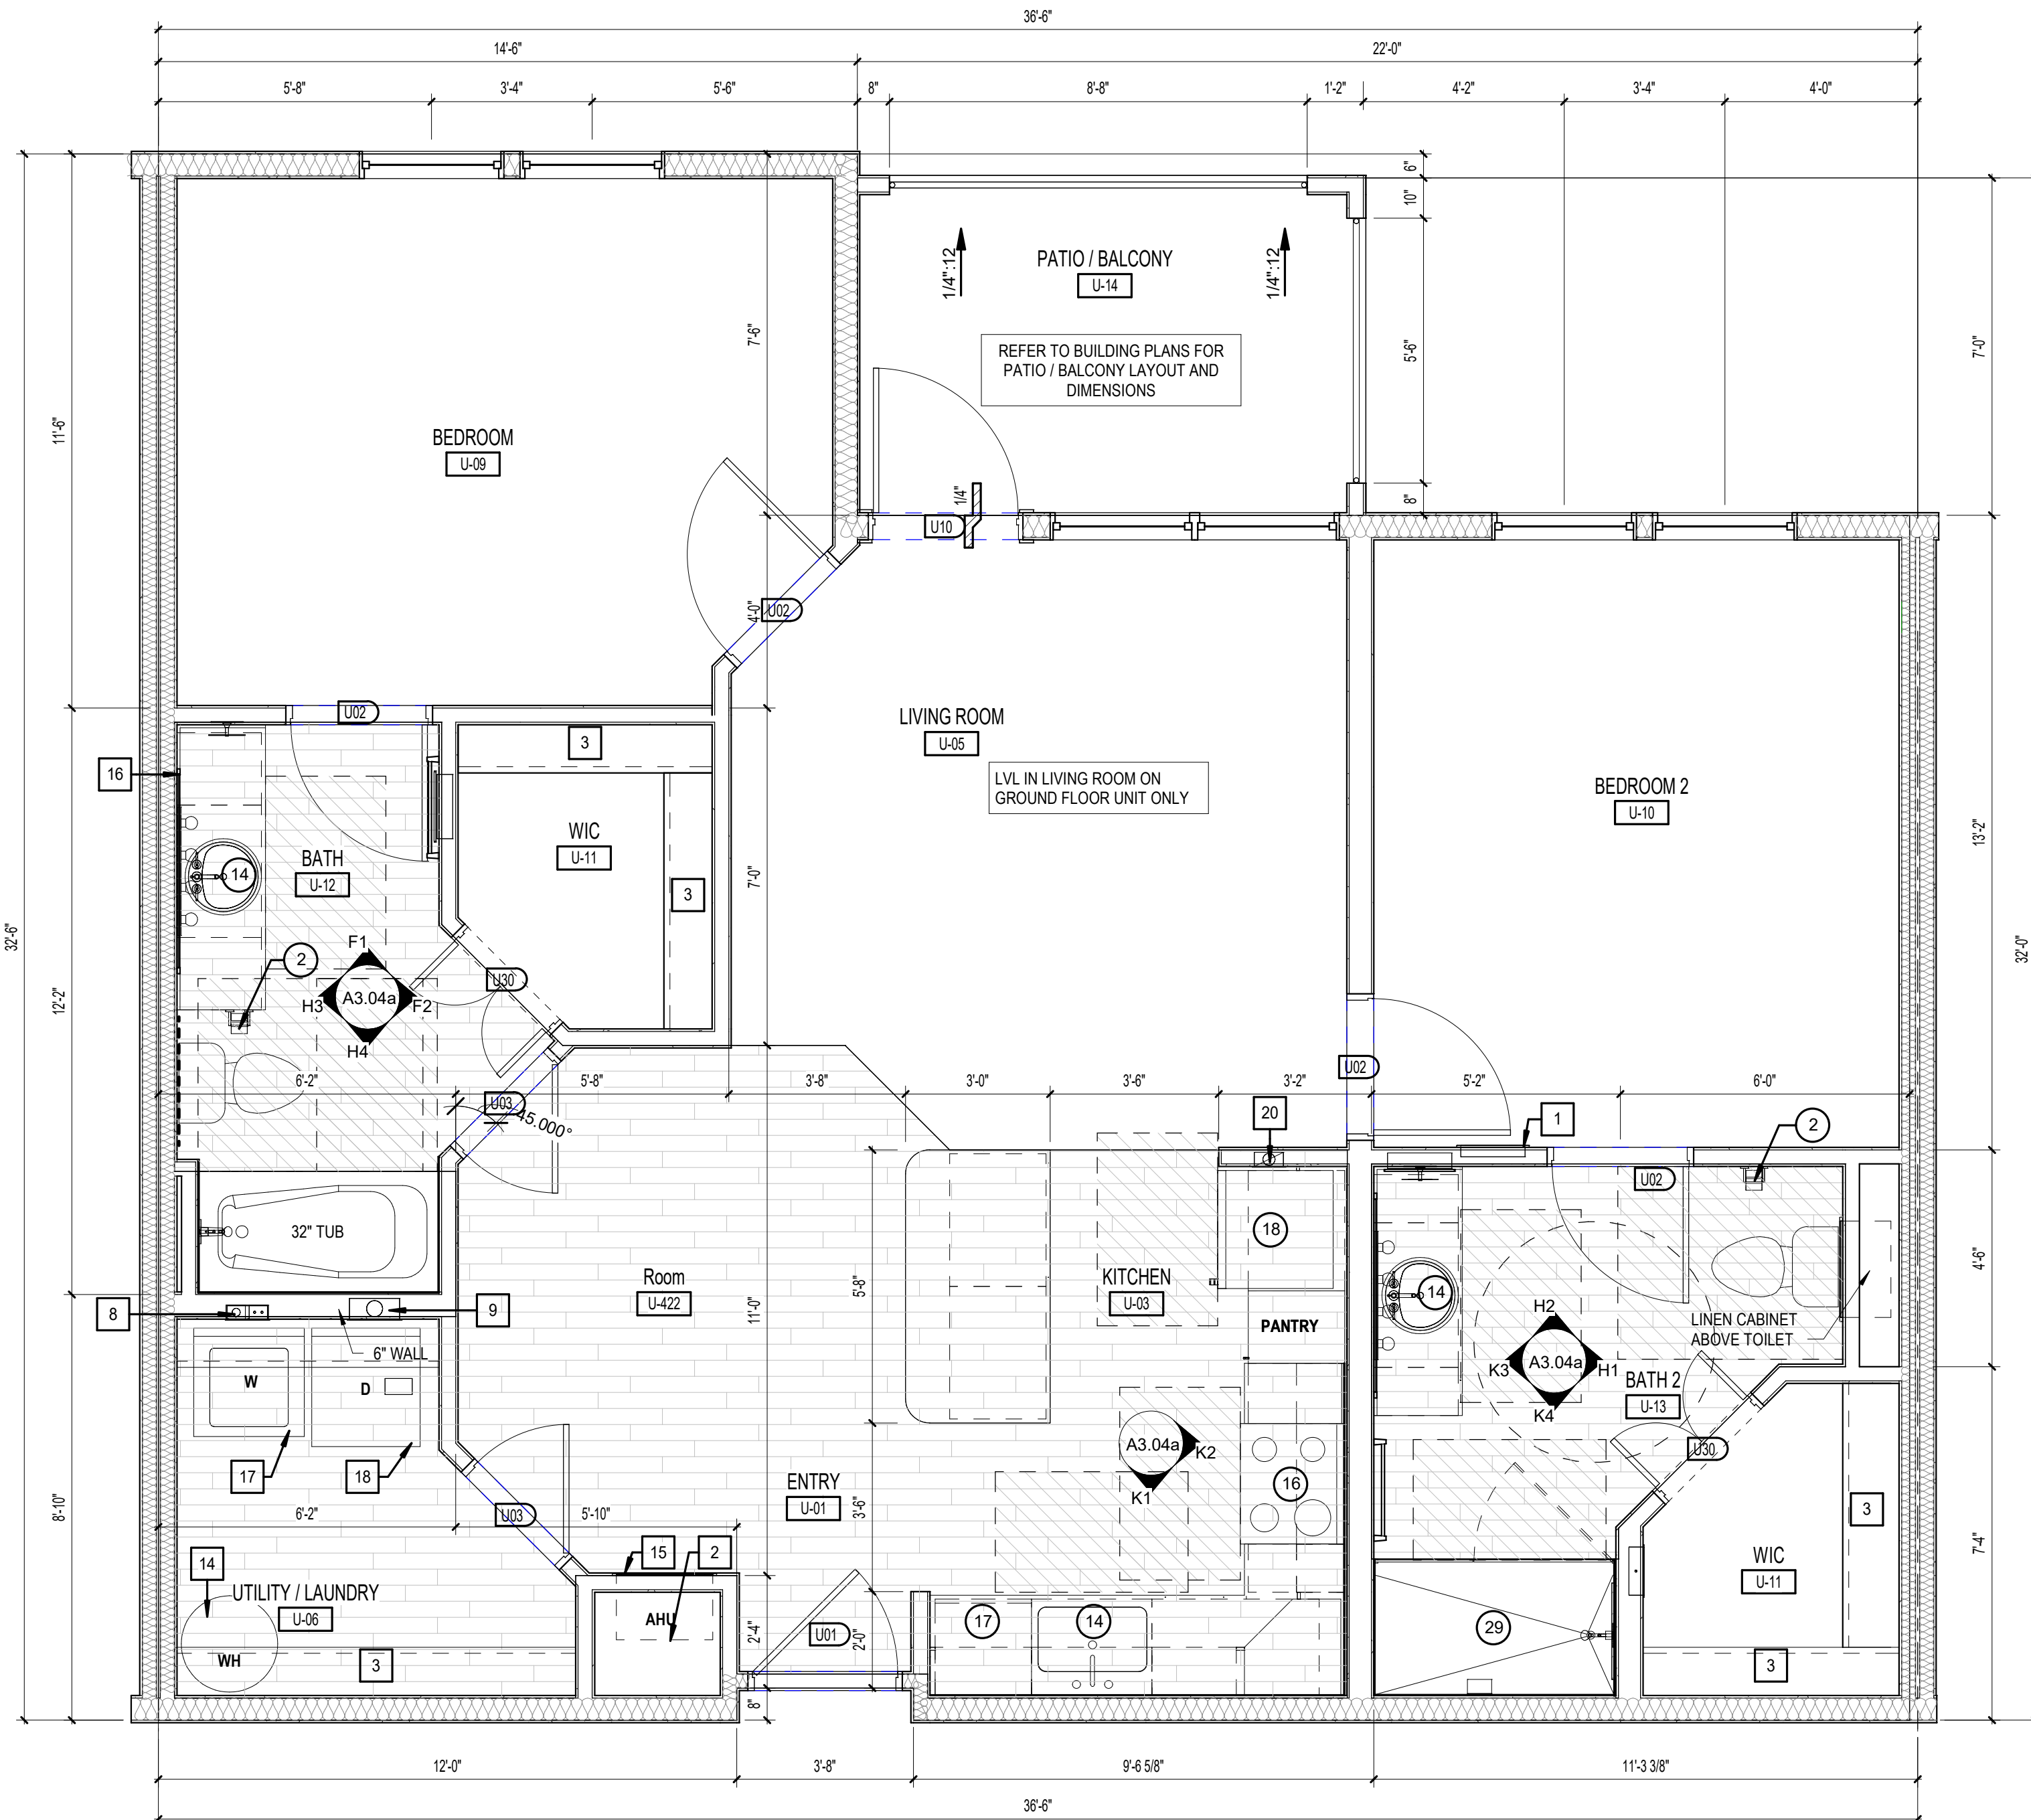 36'-6"
14'-6"
22'-0"
5'-8"
3'-4"
5'-6"
8"
8'-8"
1'-2"
4'-2"
3'-4"
4'-0"
6"
10"
5'-6"
8"
7'-0"
1/4":12
1/4":12
PATIO / BALCONY
U-14
REFER TO BUILDING PLANS FOR
PATIO / BALCONY LAYOUT AND
DIMENSIONS
7'-6"
11'-6"
BEDROOM
U-09
1/4"
U10
4'-0"
U02
U02
LIVING ROOM
U-05
LVL IN LIVING ROOM ON
GROUND FLOOR UNIT ONLY
BEDROOM 2
U-10
13'-2"
32'-0"
32'-6"
12'-2"
16
3
WIC
U-11
3
7'-0"
BATH
U-12
14
2
F1
H3
A3.04a
F2
H4
U30
U02
6'-2"
5'-8"
3'-8"
3'-0"
3'-6"
3'-2"
5'-2"
6'-0"
U03
45.000°
20
1
2
U02
32" TUB
18
14
Room
U-422
KITCHEN
U-03
PANTRY
5'-8"
11'-0"
4'-6"
8
9
6" WALL
LINEN CABINET
ABOVE TOILET
H2
K3
A3.04a
H1
K4
BATH 2
U-13
W
D
17
18
A3.04a
K2
K1
16
U30
ENTRY
U-01
3'-6"
6'-2"
5'-10"
U03
8'-10"
3
7'-4"
WIC
U-11
14
15
2
UTILITY / LAUNDRY
U-06
AHU
WH
3
2'-4"
U01
2'-0"
17
14
29
3
8"
12'-0"
3'-8"
9'-6 5/8"
11'-3 3/8"
36'-6"